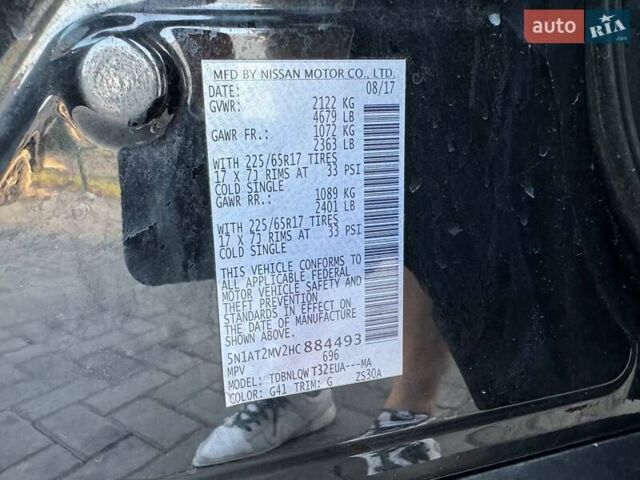 auto RIA
.com
MFD BY NISSAN MOTOR CO., LTD.
DATE: 08/17
GVWR: 2122 KG
4679 LB
GAWR FR.: 1072 KG
2363 LB
WITH 225/65R17 TIRES
17 X 7J RIMS AT 33 PSI
COLD SINGLE
GAWR RR.: 1089 KG
2401 LB
WITH 225/65R17 TIRES
17 X 7J RIMS AT 33 PSI
COLD SINGLE
THIS VEHICLE CONFORMS TO
ALL APPLICABLE FEDERAL
MOTOR VEHICLE SAFETY AND
THEFT PREVENTION
STANDARDS IN EFFECT ON
THE DATE OF MANUFACTURE
SHOWN ABOVE.
5N1AT2MV2HC884493
MPV 696
MODEL: TDBNLQWT32EUA---MA
COLOR: G41 TRIM: G ZS30A